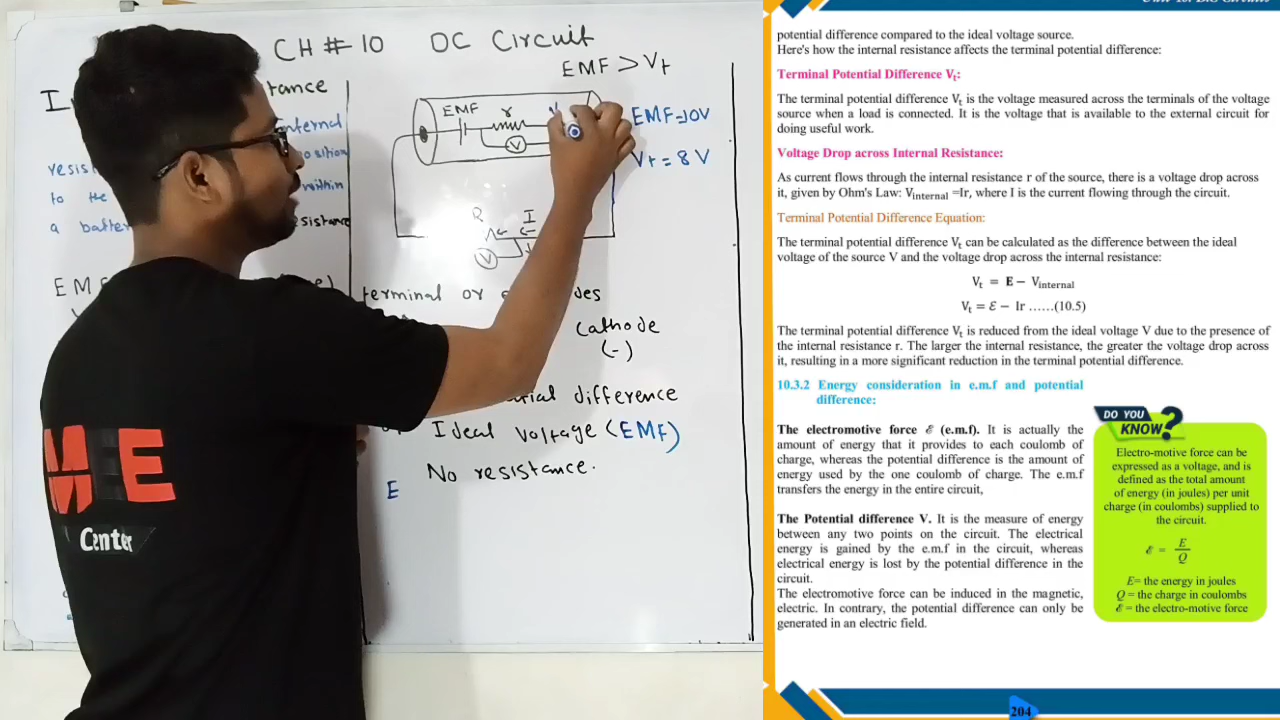 CH # 10 DC Circuit
EMF > Vt
EMF
r
V
EMF = 10V
Vt = 8 V
R
I
V
internal
to the
within
a
EMF
terminal or
Cathode
(-)
difference
Ideal voltage (EMF)
No resistance.
E
ME
Center
potential difference compared to the ideal voltage source.
Here's how the internal resistance affects the terminal potential difference:
Terminal Potential Difference Vt:
The terminal potential difference Vt is the voltage measured across the terminals of the voltage
source when a load is connected. It is the voltage that is available to the external circuit for
doing useful work.
Voltage Drop across Internal Resistance:
As current flows through the internal resistance r of the source, there is a voltage drop across
it, given by Ohm's Law: Vinternal =Ir, where I is the current flowing through the circuit.
Terminal Potential Difference Equation:
The terminal potential difference Vt can be calculated as the difference between the ideal
voltage of the source V and the voltage drop across the internal resistance:
Vt = E − Vinternal
Vt = ℰ − Ir ......(10.5)
The terminal potential difference Vt is reduced from the ideal voltage V due to the presence of
the internal resistance r. The larger the internal resistance, the greater the voltage drop across
it, resulting in a more significant reduction in the terminal potential difference.
10.3.2 Energy consideration in e.m.f and potential
difference:
The electromotive force ℰ (e.m.f). It is actually the
amount of energy that it provides to each coulomb of
charge, whereas the potential difference is the amount of
energy used by the one coulomb of charge. The e.m.f
transfers the energy in the entire circuit,
The Potential difference V. It is the measure of energy
between any two points on the circuit. The electrical
energy is gained by the e.m.f in the circuit, whereas
electrical energy is lost by the potential difference in the
circuit.
The electromotive force can be induced in the magnetic,
electric. In contrary, the potential difference can only be
generated in an electric field.
DO YOU
KNOW?
Electro-motive force can be
expressed as a voltage, and is
defined as the total amount
of energy (in joules) per unit
charge (in coulombs) supplied to
the circuit.
ℰ = E/Q
E= the energy in joules
Q = the charge in coulombs
ℰ = the electro-motive force
204